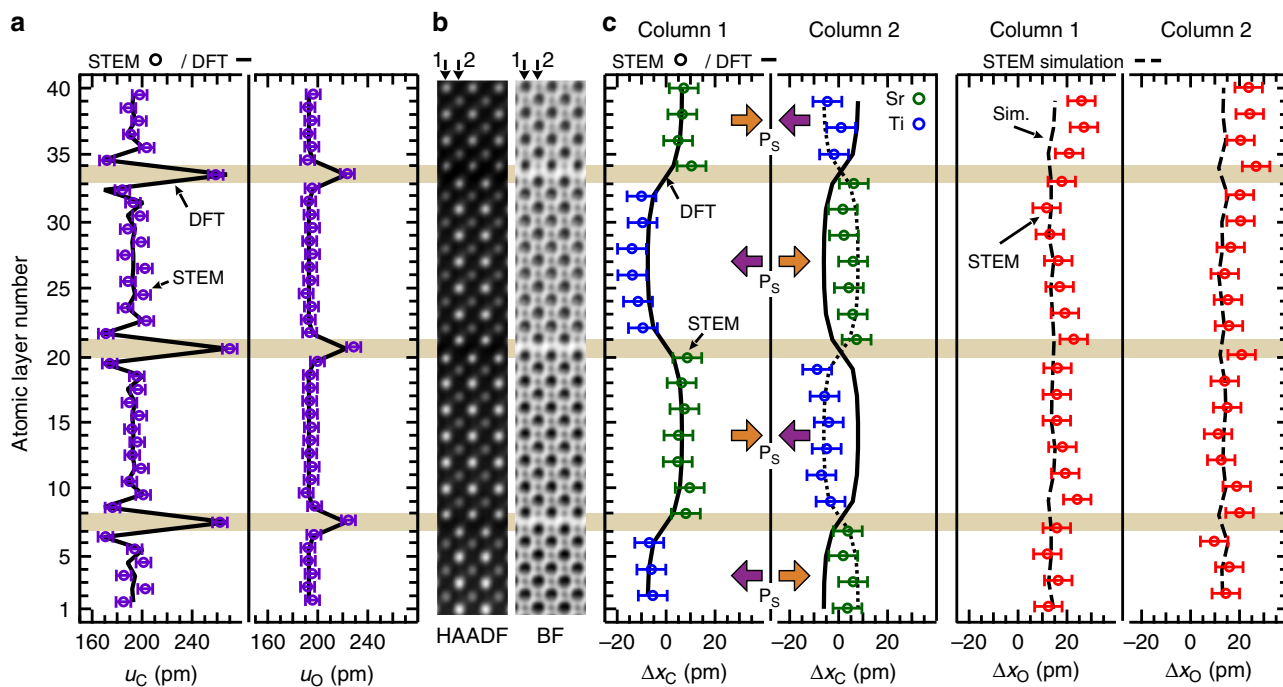 a
STEM / DFT
Atomic layer number
40
35
30
25
20
15
10
5
1
DFT
STEM
160 200 240
160 200 240 280
u_C (pm)
u_O (pm)
b
1 2 1 2
HAADF BF
c
Column 1 Column 2 Column 1 Column 2
STEM / DFT
STEM simulation
Sr
Ti
P_S
DFT
P_S
STEM
P_S
P_S
Sim.
STEM
−20 0 20
−20 0 20
−20 0 20
−20 0 20
Δx_C (pm)
Δx_C (pm)
Δx_O (pm)
Δx_O (pm)